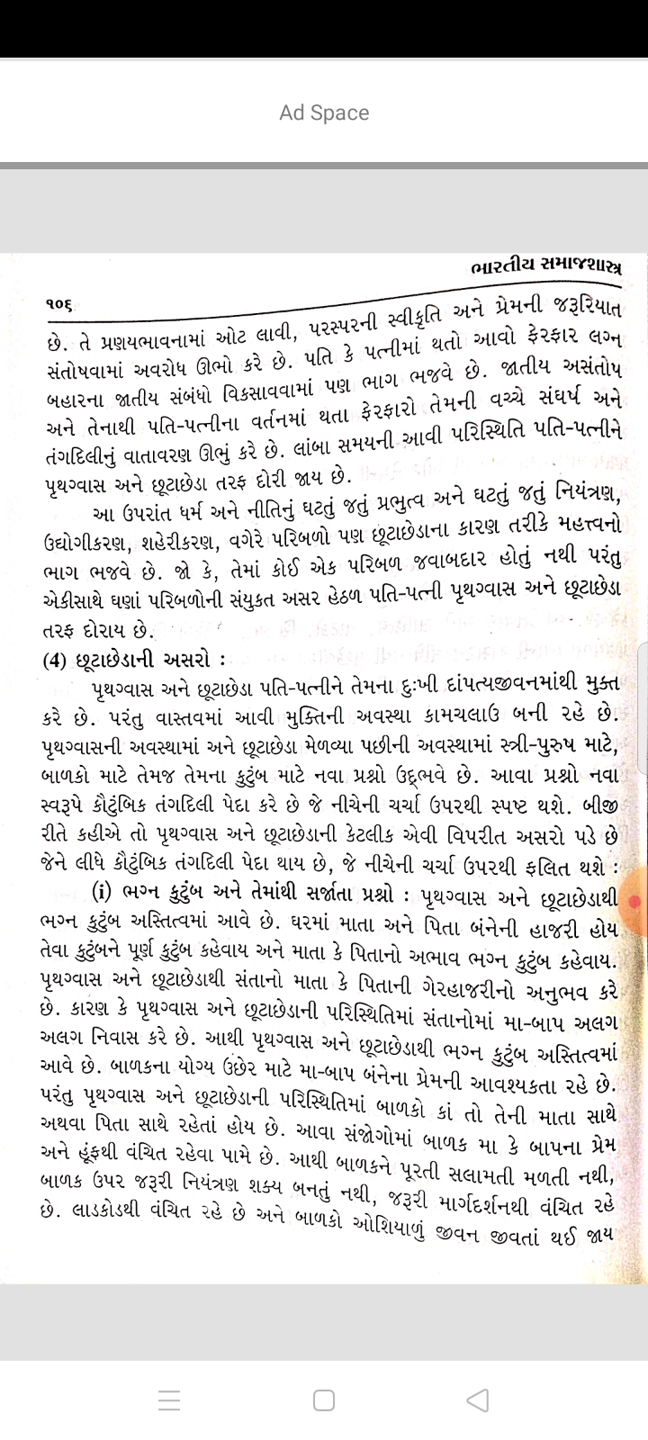 Ad Space
ભારતીય સમાજશાસ્ત્ર
૧૦૬
છે. તે પ્રણયભાવનામાં ઓટ લાવી, પરસ્પરની સ્વીકૃતિ અને પ્રેમની જરૂરિયાત
સંતોષવામાં અવરોધ ઊભો કરે છે. પતિ કે પત્નીમાં થતો આવો ફેરફાર લગ્ન
બહારના જાતીય સંબંધો વિકસાવવામાં પણ ભાગ ભજવે છે. જાતીય અસંતોષ
અને તેનાથી પતિ-પત્નીના વર્તનમાં થતા ફેરફારો તેમની વચ્ચે સંઘર્ષ અને
તંગદિલીનું વાતાવરણ ઊભું કરે છે. લાંબા સમયની આવી પરિસ્થિતિ પતિ-પત્નીને
પૃથગ્વાસ અને છૂટાછેડા તરફ દોરી જાય છે.
આ ઉપરાંત ધર્મ અને નીતિનું ઘટતું જતું પ્રભુત્વ અને ઘટતું જતું નિયંત્રણ,
ઉદ્યોગીકરણ, શહેરીકરણ, વગેરે પરિબળો પણ છૂટાછેડાના કારણ તરીકે મહત્ત્વનો
ભાગ ભજવે છે. જો કે, તેમાં કોઈ એક પરિબળ જવાબદાર હોતું નથી પરંતુ
એકીસાથે ઘણાં પરિબળોની સંયુકત અસર હેઠળ પતિ-પત્ની પૃથગ્વાસ અને છૂટાછેડા
તરફ દોરાય છે.
(4) છૂટાછેડાની અસરો :
પૃથગ્વાસ અને છૂટાછેડા પતિ-પત્નીને તેમના દુઃખી દાંપત્યજીવનમાંથી મુક્ત
કરે છે. પરંતુ વાસ્તવમાં આવી મુક્તિની અવસ્થા કામચલાઉ બની રહે છે.
પૃથગ્વાસની અવસ્થામાં અને છૂટાછેડા મેળવ્યા પછીની અવસ્થામાં સ્ત્રી-પુરુષ માટે,
બાળકો માટે તેમજ તેમના કુટુંબ માટે નવા પ્રશ્નો ઉદ્દભવે છે. આવા પ્રશ્નો નવા
સ્વરૂપે કૌટુંબિક તંગદિલી પેદા કરે છે જે નીચેની ચર્ચા ઉપરથી સ્પષ્ટ થશે. બીજી
રીતે કહીએ તો પૃથગ્વાસ અને છૂટાછેડાની કેટલીક એવી વિપરીત અસરો પડે છે
જેને લીધે કૌટુંબિક તંગદિલી પેદા થાય છે, જે નીચેની ચર્ચા ઉપરથી ફલિત થશે :
(i) ભગ્ન કુટુંબ અને તેમાંથી સર્જાતા પ્રશ્નો : પૃથગ્વાસ અને છૂટાછેડાથી
ભગ્ન કુટુંબ અસ્તિત્વમાં આવે છે. ઘરમાં માતા અને પિતા બંનેની હાજરી હોય
તેવા કુટુંબને પૂર્ણ કુટુંબ કહેવાય અને માતા કે પિતાનો અભાવ ભગ્ન કુટુંબ કહેવાય.
પૃથગ્વાસ અને છૂટાછેડાથી સંતાનો માતા કે પિતાની ગેરહાજરીનો અનુભવ કરે
છે. કારણ કે પૃથગ્વાસ અને છૂટાછેડાની પરિસ્થિતિમાં સંતાનોમાં મા-બાપ અલગ
અલગ નિવાસ કરે છે. આથી પૃથગ્વાસ અને છૂટાછેડાથી ભગ્ન કુટુંબ અસ્તિત્વમાં
આવે છે. બાળકના યોગ્ય ઉછેર માટે મા-બાપ બંનેના પ્રેમની આવશ્યકતા રહે છે.
પરંતુ પૃથગ્વાસ અને છૂટાછેડાની પરિસ્થિતિમાં બાળકો કાં તો તેની માતા સાથે
અથવા પિતા સાથે રહેતાં હોય છે. આવા સંજોગોમાં બાળક મા કે બાપના પ્રેમ
અને હૂંફથી વંચિત રહેવા પામે છે. આથી બાળકને પૂરતી સલામતી મળતી નથી,
બાળક ઉપર જરૂરી નિયંત્રણ શક્ય બનતું નથી, જરૂરી માર્ગદર્શનથી વંચિત રહે
છે. લાડકોડથી વંચિત રહે છે અને બાળકો ઓશિયાળું જીવન જીવતાં થઈ જાય